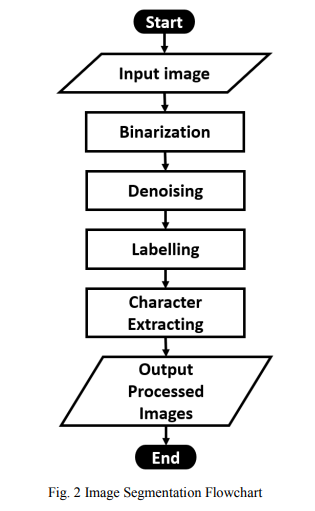 Start
Input image
Binarization
Denoising
Labelling
Character
Extracting
Output
Processed
Images
End
Fig. 2 Image Segmentation Flowchart